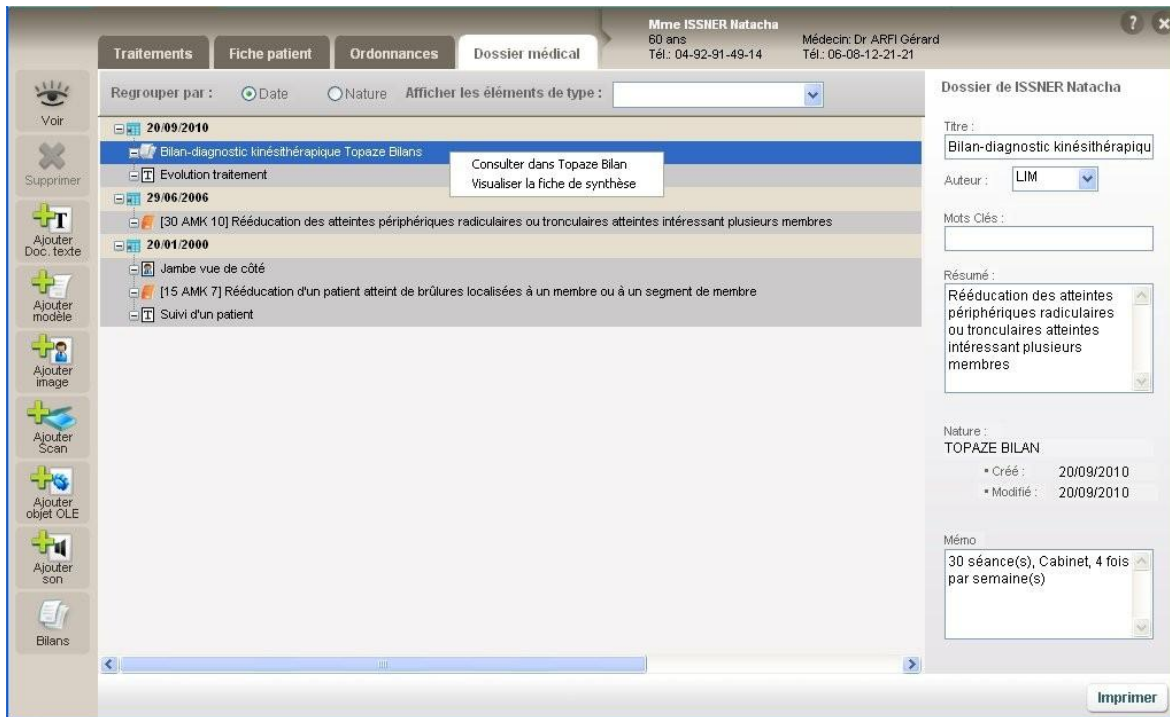 Mme ISSNER Natacha
60 ans
Tél.: 04-92-91-49-14
Médecin: Dr ARFI Gérard
Tél.: 06-08-12-21-21
?
Traitements
Fiche patient
Ordonnances
Dossier médical
Voir
Supprimer
T
Ajouter
Doc. texte
Ajouter
modèle
Ajouter
image
Ajouter
Scan
Ajouter
objet OLE
Ajouter
son
Bilans
Regrouper par : Date Nature Afficher les éléments de type :
20/09/2010
Bilan-diagnostic kinésithérapique Topaze Bilans
T Evolution traitement
Consulter dans Topaze Bilan
Visualiser la fiche de synthèse
29/06/2006
[30 AMK 10] Rééducation des atteintes périphériques radiculaires ou tronculaires atteintes intéressant plusieurs membres
20/01/2000
Jambe vue de côté
[15 AMK 7] Rééducation d'un patient atteint de brûlures localisées à un membre ou à un segment de membre
T Suivi d'un patient
Dossier de ISSNER Natacha
Titre :
Bilan-diagnostic kinésithérapiqu
Auteur : LIM
Mots Clés :
Résumé :
Rééducation des atteintes
périphériques radiculaires
ou tronculaires atteintes
intéressant plusieurs
membres
Nature :
TOPAZE BILAN
Créé : 20/09/2010
Modifié : 20/09/2010
Mémo
30 séance(s), Cabinet, 4 fois
par semaine(s)
Imprimer